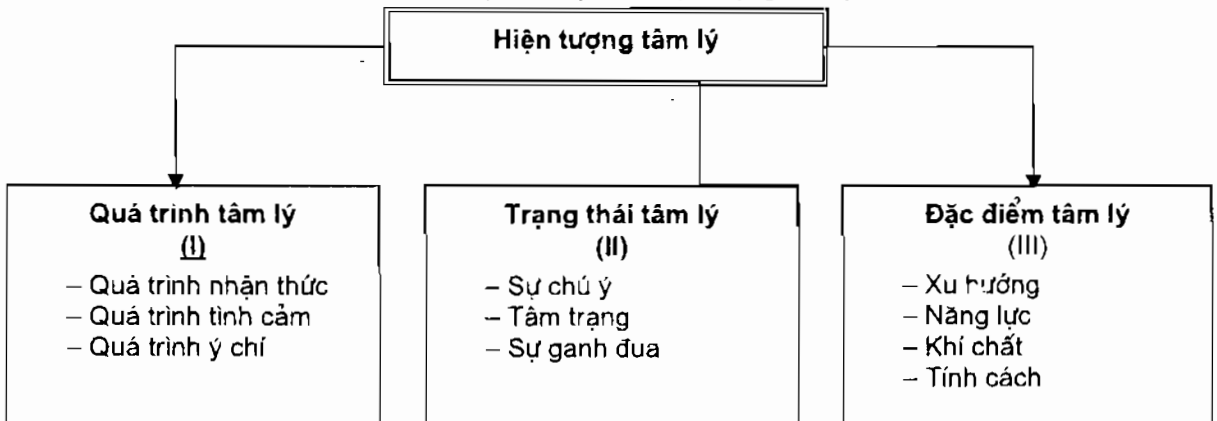 Hiện tượng tâm lý
Quá trình tâm lý
(I)
– Quá trình nhận thức
– Quá trình tình cảm
– Quá trình ý chí
Trạng thái tâm lý
(II)
– Sự chú ý
– Tâm trạng
– Sự ganh đua
Đặc điểm tâm lý
(III)
– Xu hướng
– Năng lực
– Khí chất
– Tính cách